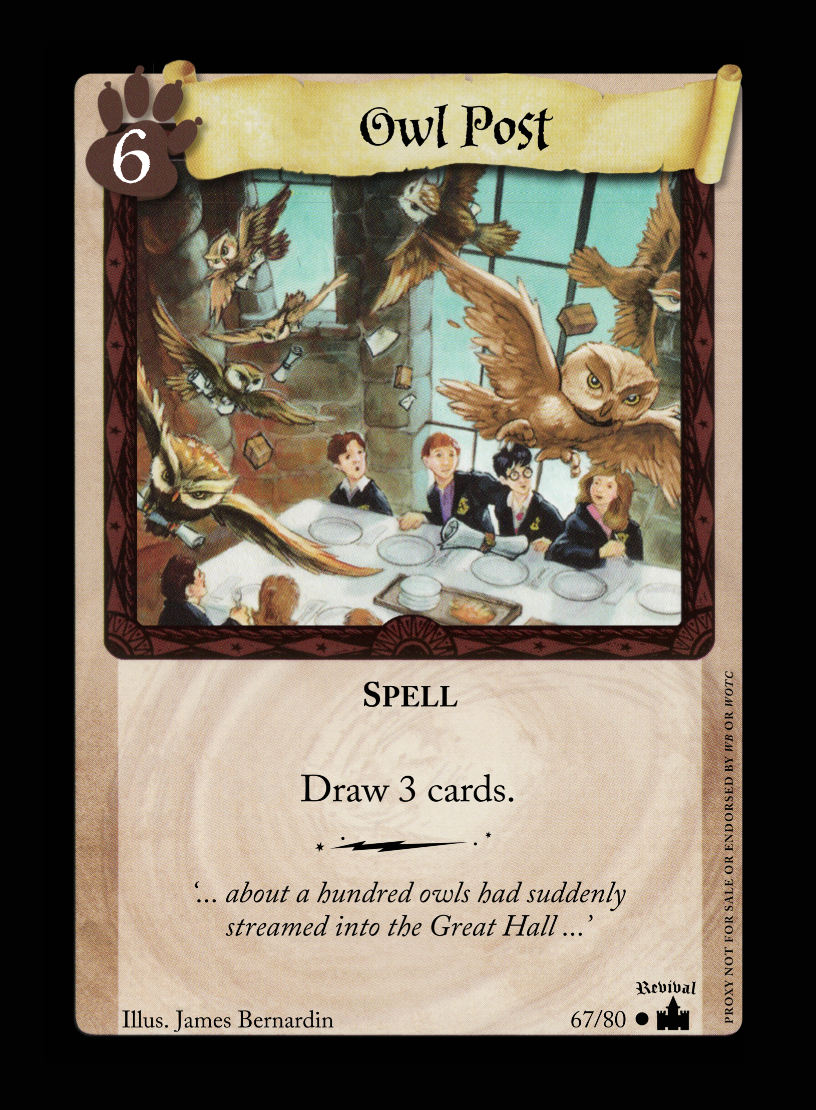 6
Owl Post
SPELL
Draw 3 cards.
‘... about a hundred owls had suddenly
streamed into the Great Hall ...’
Revival
Illus. James Bernardin
67/80
PROXY NOT FOR SALE OR ENDORSED BY WB OR WOTC